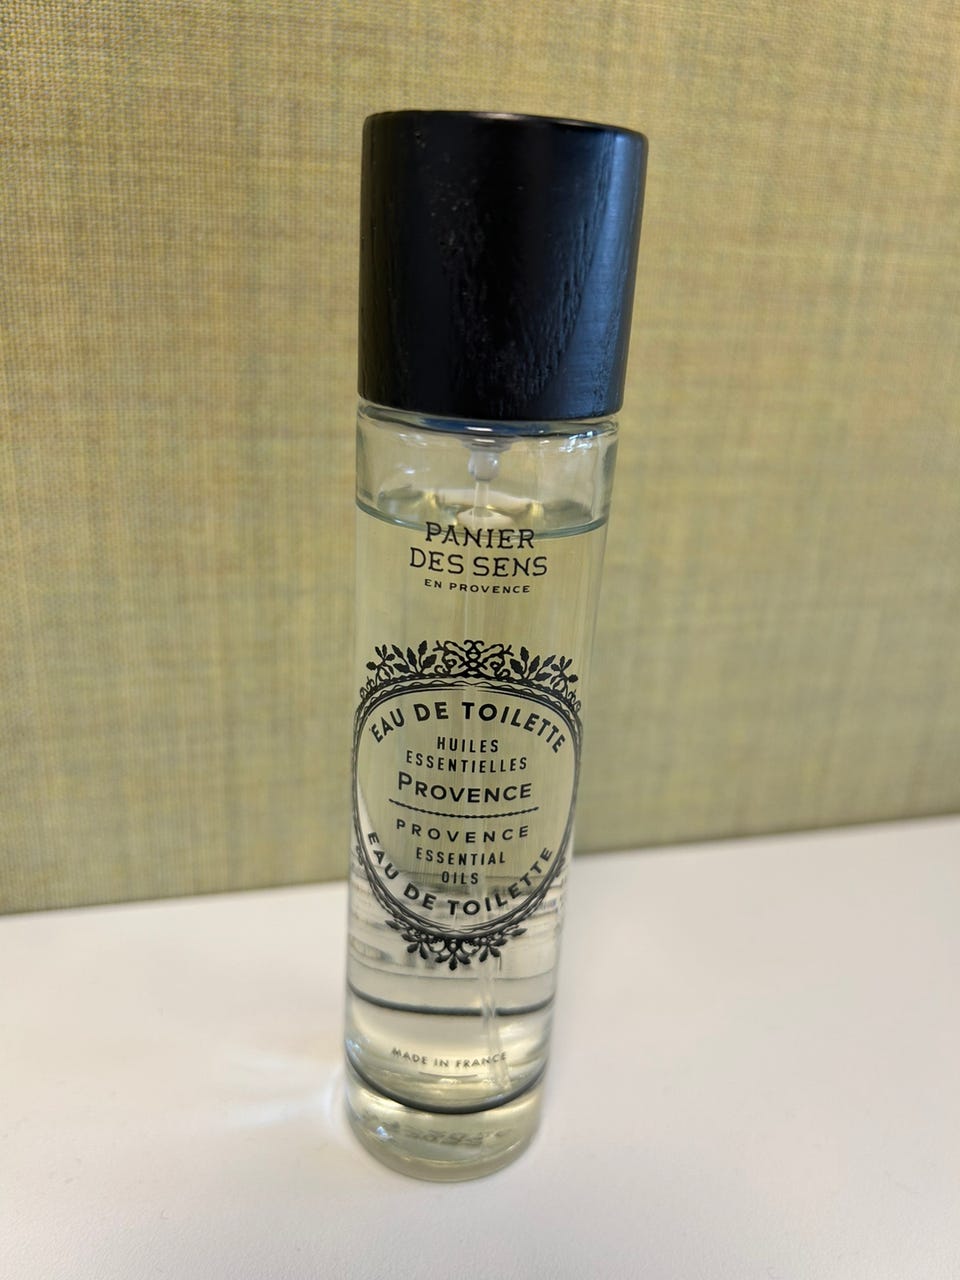 PANIER
DES SENS
EN PROVENCE
EAU DE TOILETTE
HUILES
ESSENTIELLES
PROVENCE
PROVENCE
ESSENTIAL
OILS
EAU DE TOILETTE
MADE IN FRANCE